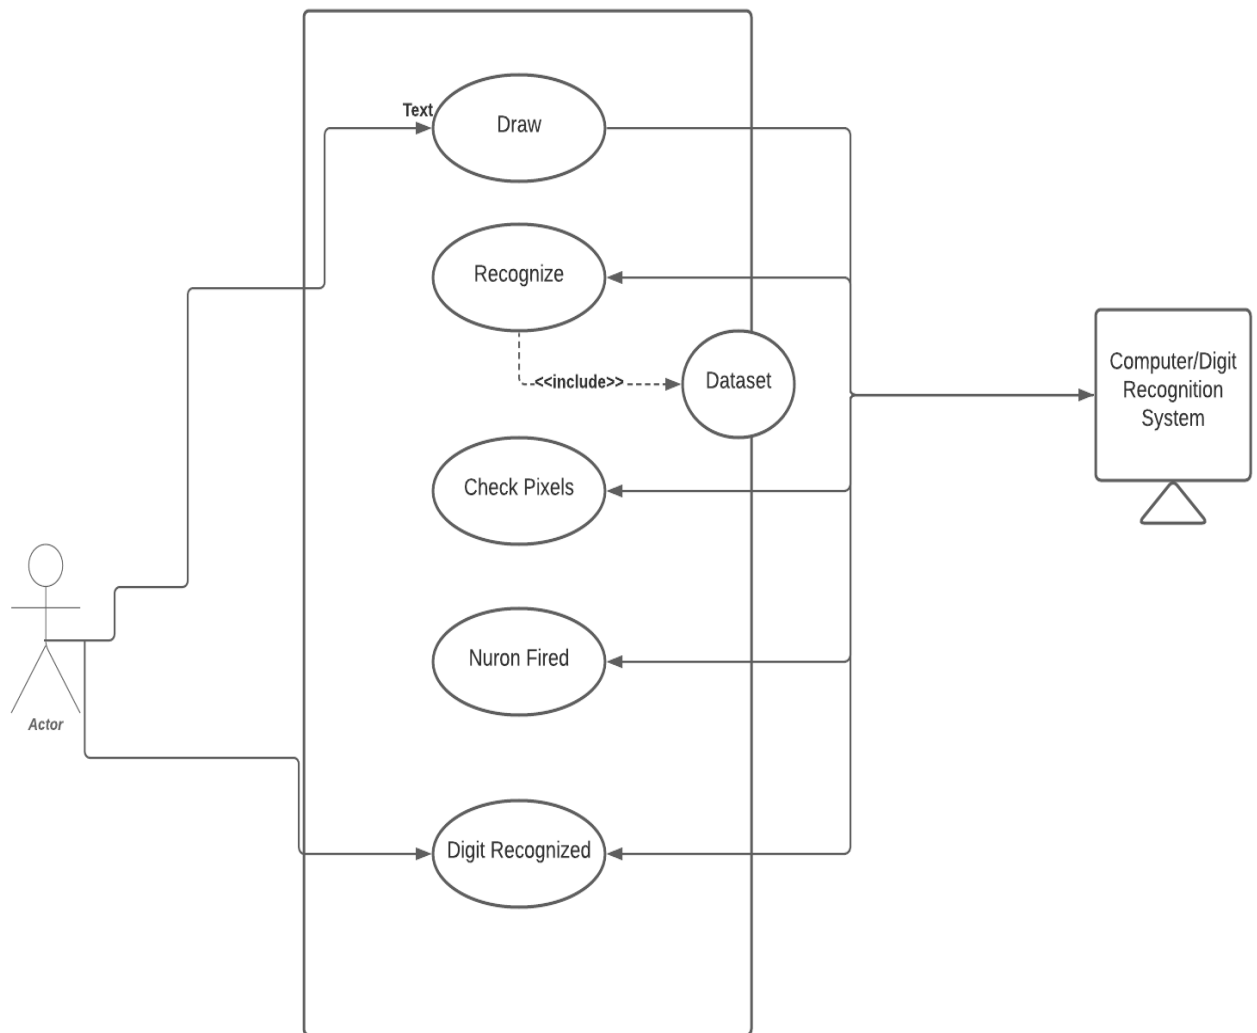 Text
Draw
Recognize
<<include>>
Dataset
Computer/Digit
Recognition
System
Check Pixels
Nuron Fired
Actor
Digit Recognized